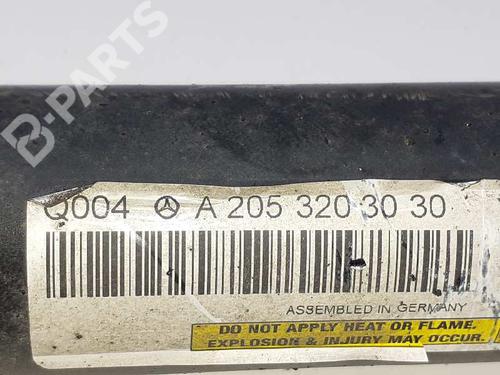 B-PARTS
Q004 A 205 320 30 30
ASSEMBLED IN GERMANY
DO NOT APPLY HEAT OR FLAME.
EXPLOSION & INJURY MAY OCCUR.